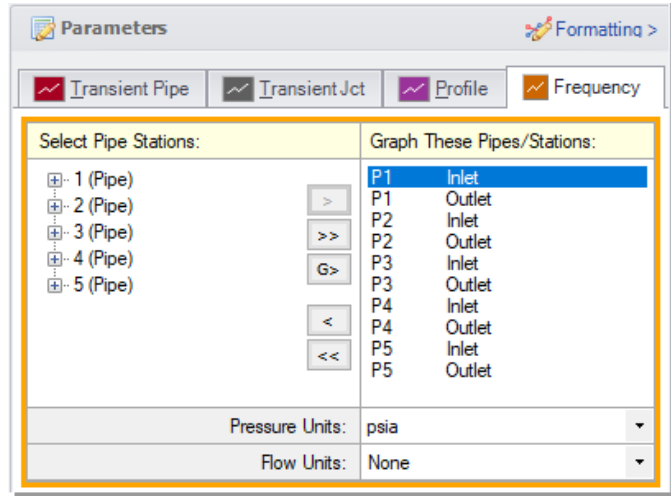 Parameters
Formatting >
Transient Pipe
Transient Jct
Profile
Frequency
Select Pipe Stations:
1 (Pipe)
2 (Pipe)
3 (Pipe)
4 (Pipe)
5 (Pipe)
>
>>
G>
<
<<
Graph These Pipes/Stations:
P1 Inlet
P1 Outlet
P2 Inlet
P2 Outlet
P3 Inlet
P3 Outlet
P4 Inlet
P4 Outlet
P5 Inlet
P5 Outlet
Pressure Units: psia
Flow Units: None